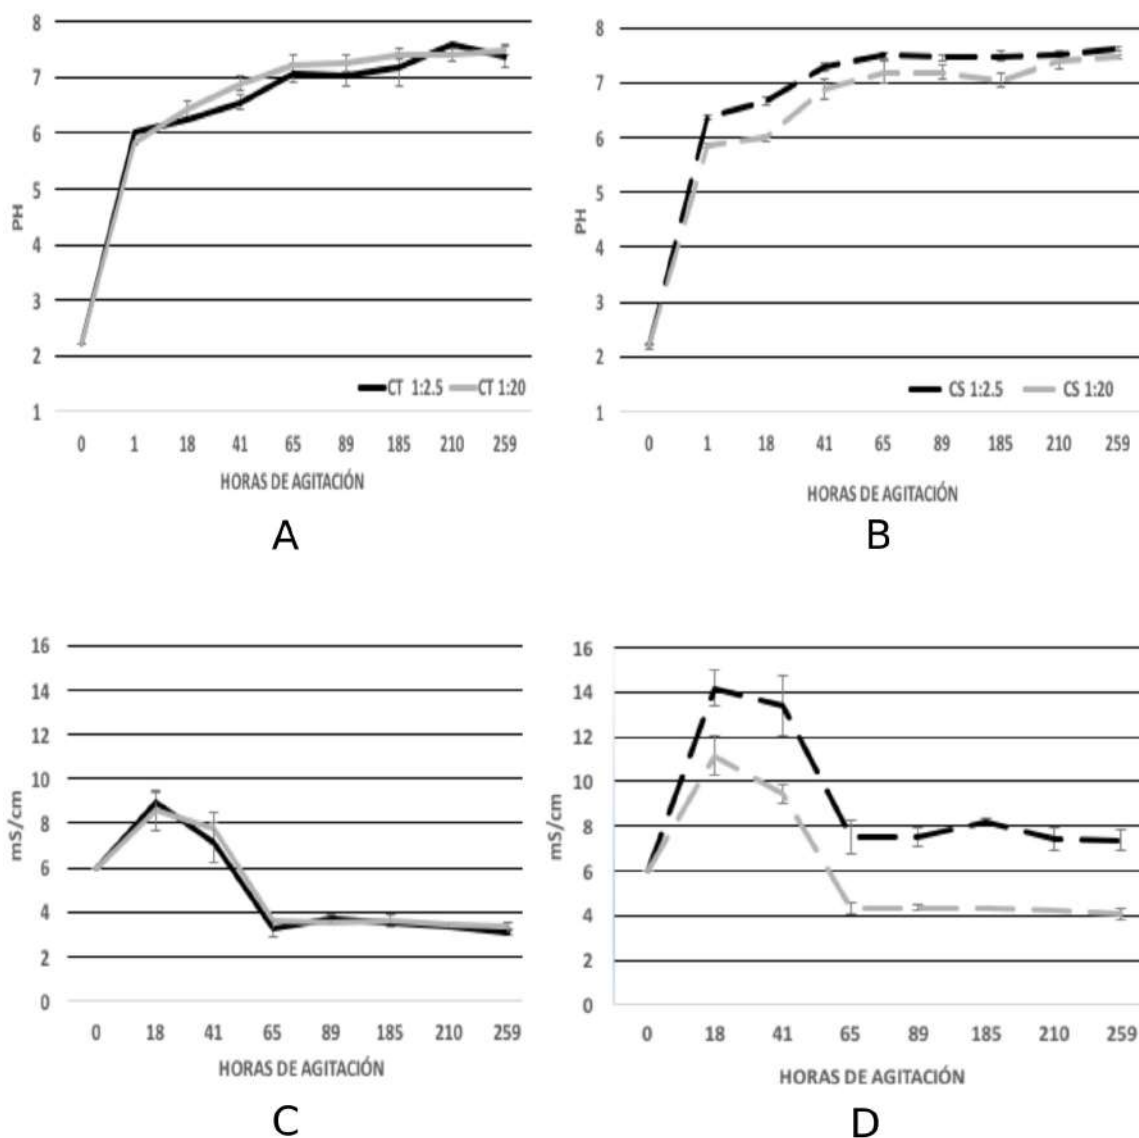 8
7
6
5
4
3
2
1
PH
CT 1:2.5 CT 1:20
0 1 18 41 65 89 185 210 259
HORAS DE AGITACIÓN
A
8
7
6
5
4
3
2
1
PH
CS 1:2.5 CS 1:20
0 1 18 41 65 89 185 210 259
HORAS DE AGITACIÓN
B
16
14
12
10
8
6
4
2
0
mS/cm
0 18 41 65 89 185 210 259
HORAS DE AGITACIÓN
C
16
14
12
10
8
6
4
2
0
mS/cm
0 18 41 65 89 185 210 259
HORAS DE AGITACIÓN
D